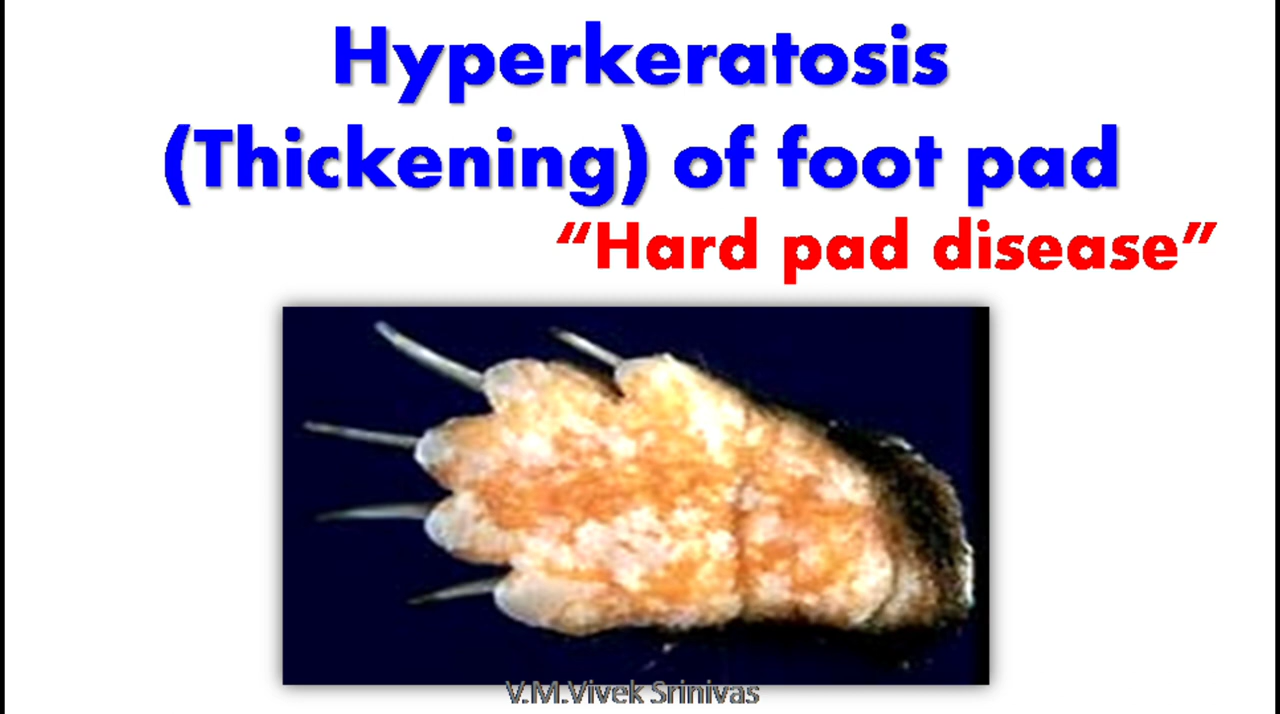 Hyperkeratosis
(Thickening) of foot pad
“Hard pad disease”
V.M.Vivek Srinivas